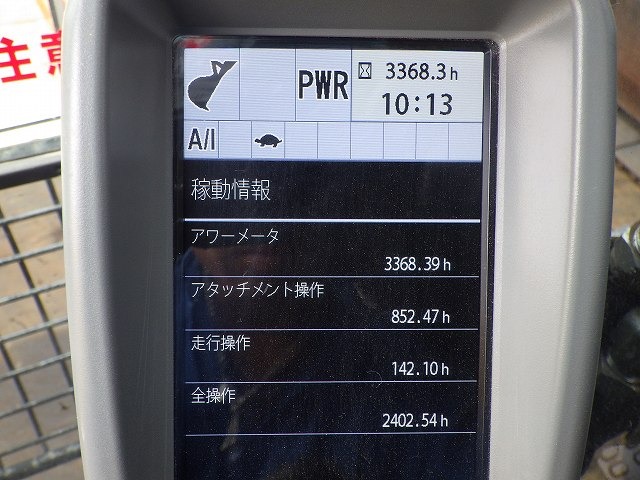 注意
PWR
3368.3 h
10:13
A/I
稼動情報
アワーメータ
3368.39 h
アタッチメント操作
852.47 h
走行操作
142.10 h
全操作
2402.54 h